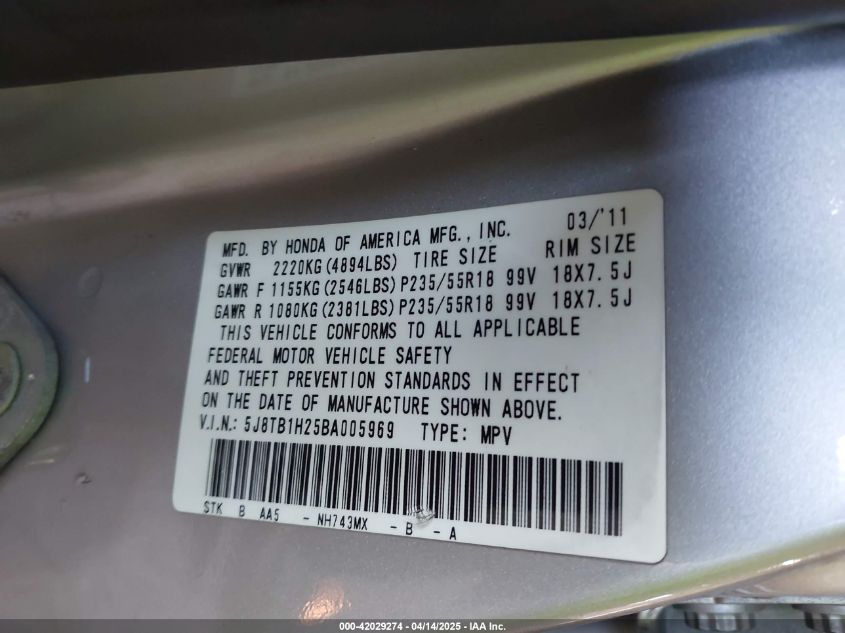 MFD. BY HONDA OF AMERICA MFG., INC. 03/'11
GVWR 2220KG(4894LBS) TIRE SIZE RIM SIZE
GAWR F 1155KG(2546LBS)P235/55R18 99V 18X7.5J
GAWR R 1080KG(2381LBS)P235/55R18 99V 18X7.5J
THIS VEHICLE CONFORMS TO ALL APPLICABLE
FEDERAL MOTOR VEHICLE SAFETY
AND THEFT PREVENTION STANDARDS IN EFFECT
ON THE DATE OF MANUFACTURE SHOWN ABOVE.
V.I.N.: 5J8TB1H25BA005969 TYPE: MPV
STK B AA5 - NH743MX - B - A
000-42029274 - 04/14/2025 - IAA Inc.